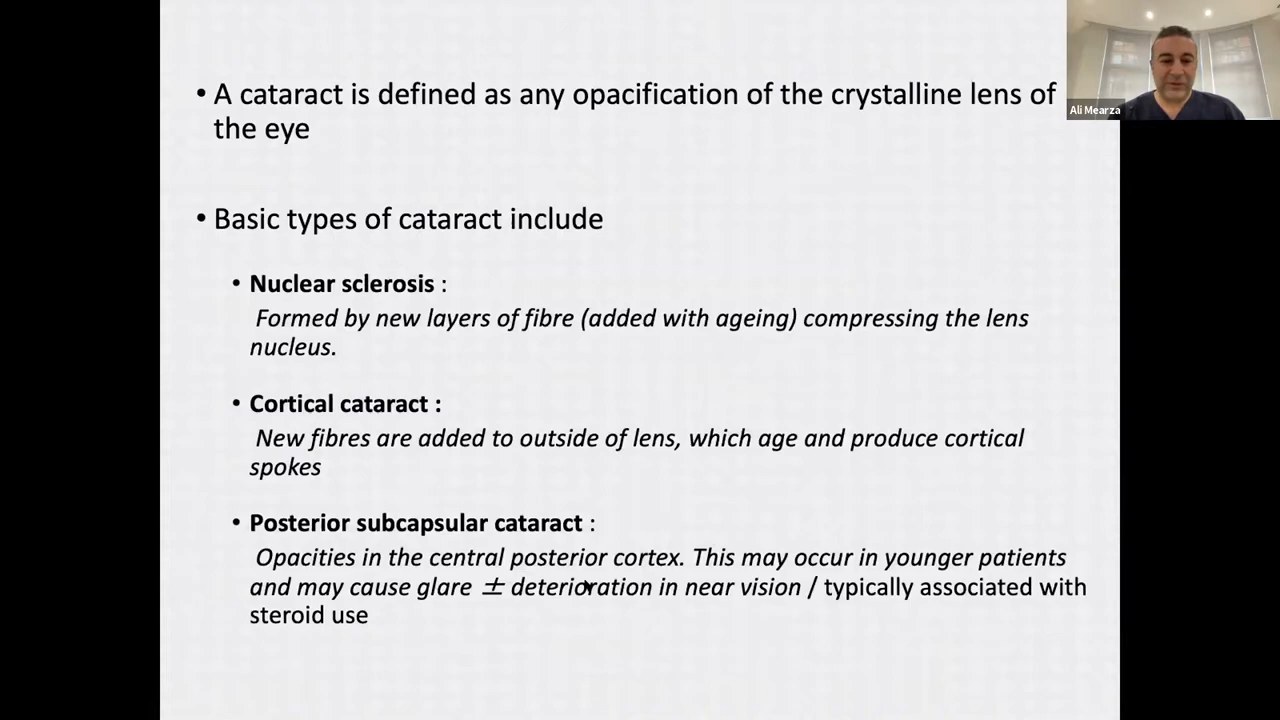 • A cataract is defined as any opacification of the crystalline lens of
the eye
• Basic types of cataract include
• Nuclear sclerosis :
Formed by new layers of fibre (added with ageing) compressing the lens
nucleus.
• Cortical cataract :
New fibres are added to outside of lens, which age and produce cortical
spokes
• Posterior subcapsular cataract :
Opacities in the central posterior cortex. This may occur in younger patients
and may cause glare ± deterioration in near vision / typically associated with
steroid use
Ali Mearza